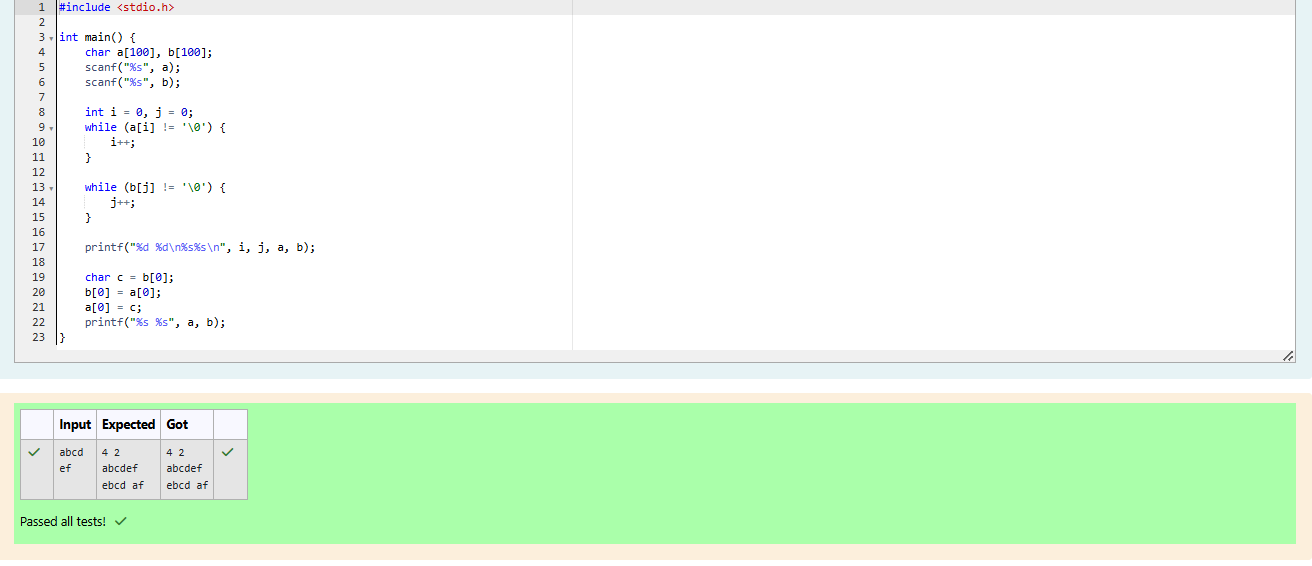 1 #include <stdio.h>
2
3 int main() {
4     char a[100], b[100];
5     scanf("%s", a);
6     scanf("%s", b);
7
8     int i = 0, j = 0;
9     while (a[i] != '\0') {
10         i++;
11     }
12
13     while (b[j] != '\0') {
14         j++;
15     }
16
17     printf("%d %d\n%s%s\n", i, j, a, b);
18
19     char c = b[0];
20     b[0] = a[0];
21     a[0] = c;
22     printf("%s %s", a, b);
23 }
Input Expected Got
abcd 4 2 4 2
ef abcdef abcdef
ebcd af ebcd af
Passed all tests!